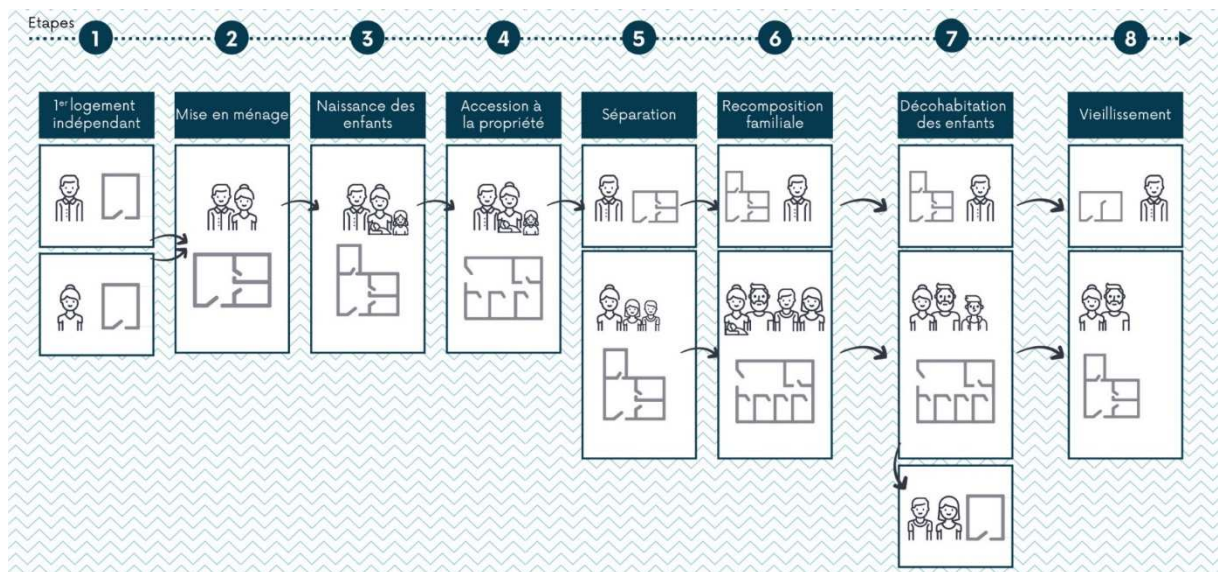 Etapes
1 2 3 4 5 6 7 8
1er logement
indépendant
Mise en ménage
Naissance des
enfants
Accession à
la propriété
Séparation
Recomposition
familiale
Décohabitation
des enfants
Vieillissement